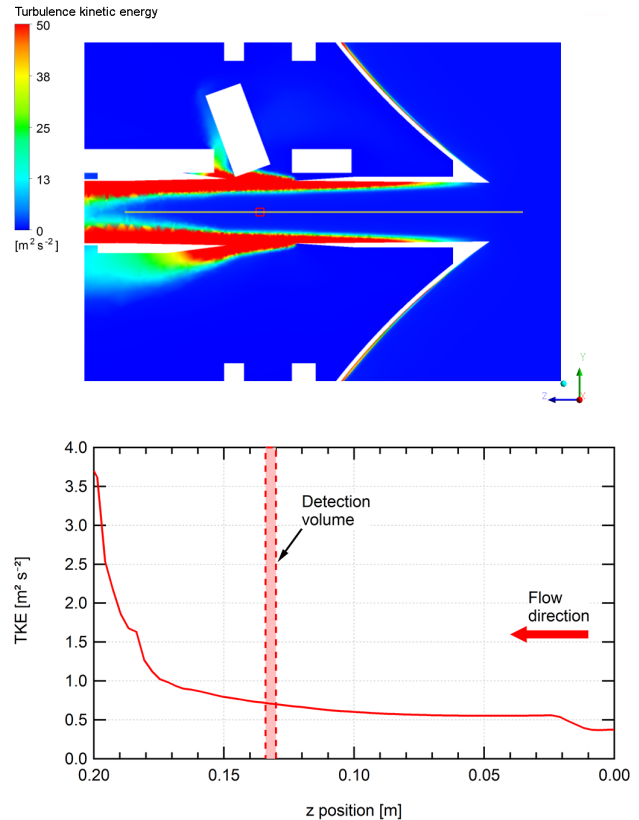 Turbulence kinetic energy
50
38
25
13
0
[m² s⁻²]
Y
Z
X
4.0
3.5
3.0
2.5
2.0
1.5
1.0
0.5
0.0
TKE [m² s⁻²]
Detection
volume
Flow
direction
0.20
0.15
0.10
0.05
0.00
z position [m]